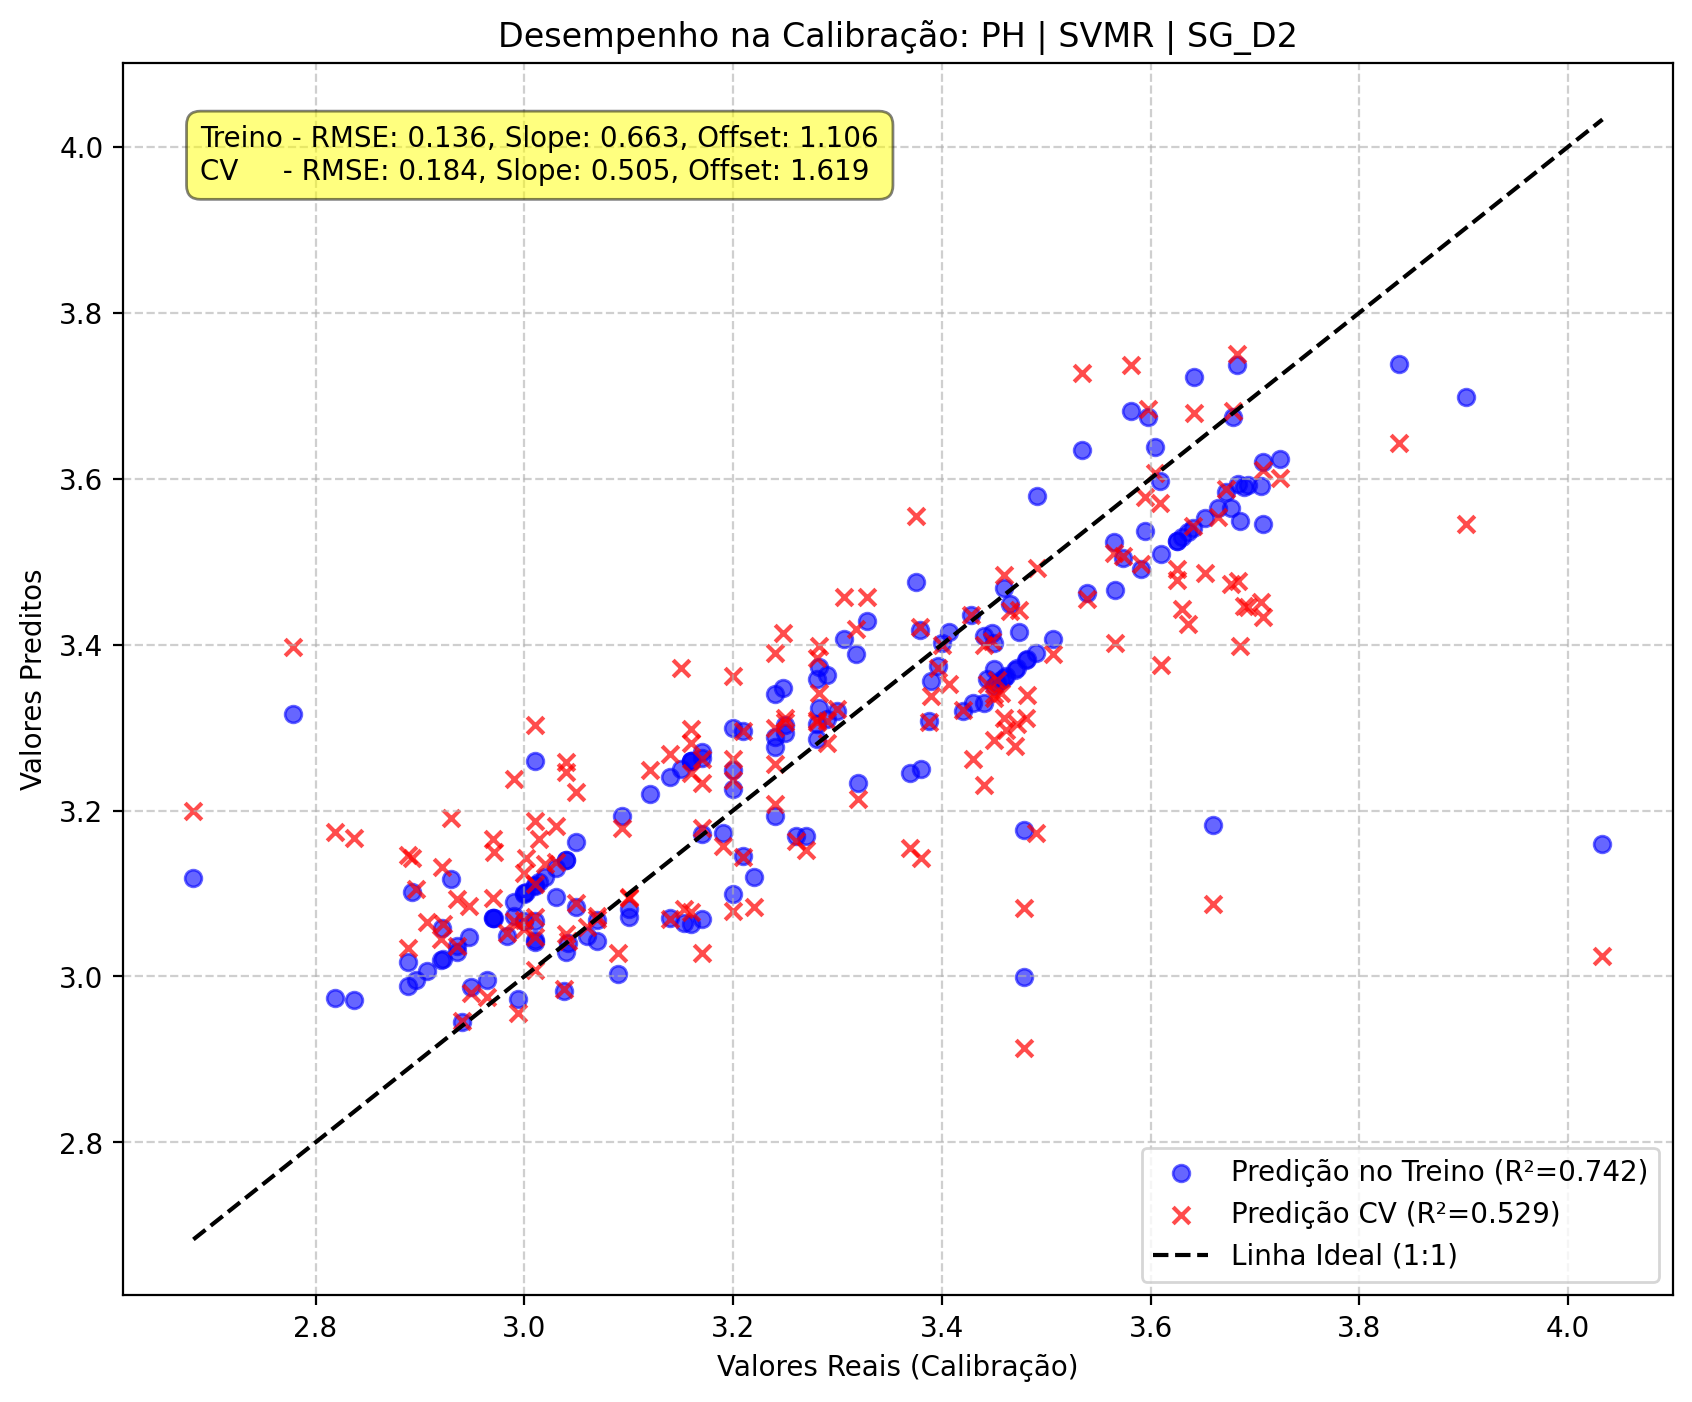 Desempenho na Calibração: PH | SVMR | SG_D2
Treino - RMSE: 0.136, Slope: 0.663, Offset: 1.106
CV - RMSE: 0.184, Slope: 0.505, Offset: 1.619
Valores Preditos
4.0
3.8
3.6
3.4
3.2
3.0
2.8
Predição no Treino (R²=0.742)
Predição CV (R²=0.529)
Linha Ideal (1:1)
2.8 3.0 3.2 3.4 3.6 3.8 4.0
Valores Reais (Calibração)